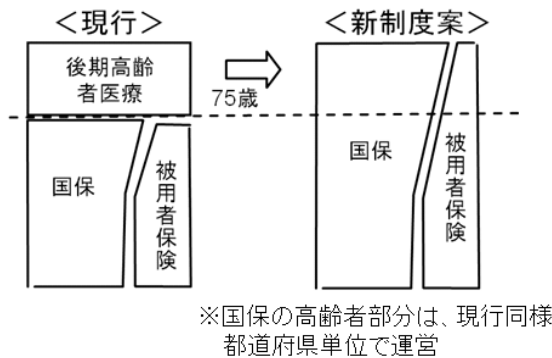 ＜現行＞
＜新制度案＞
後期高齢
者医療
75歳
国保
被用者保険
国保
被用者保険
※国保の高齢者部分は、現行同様
都道府県単位で運営